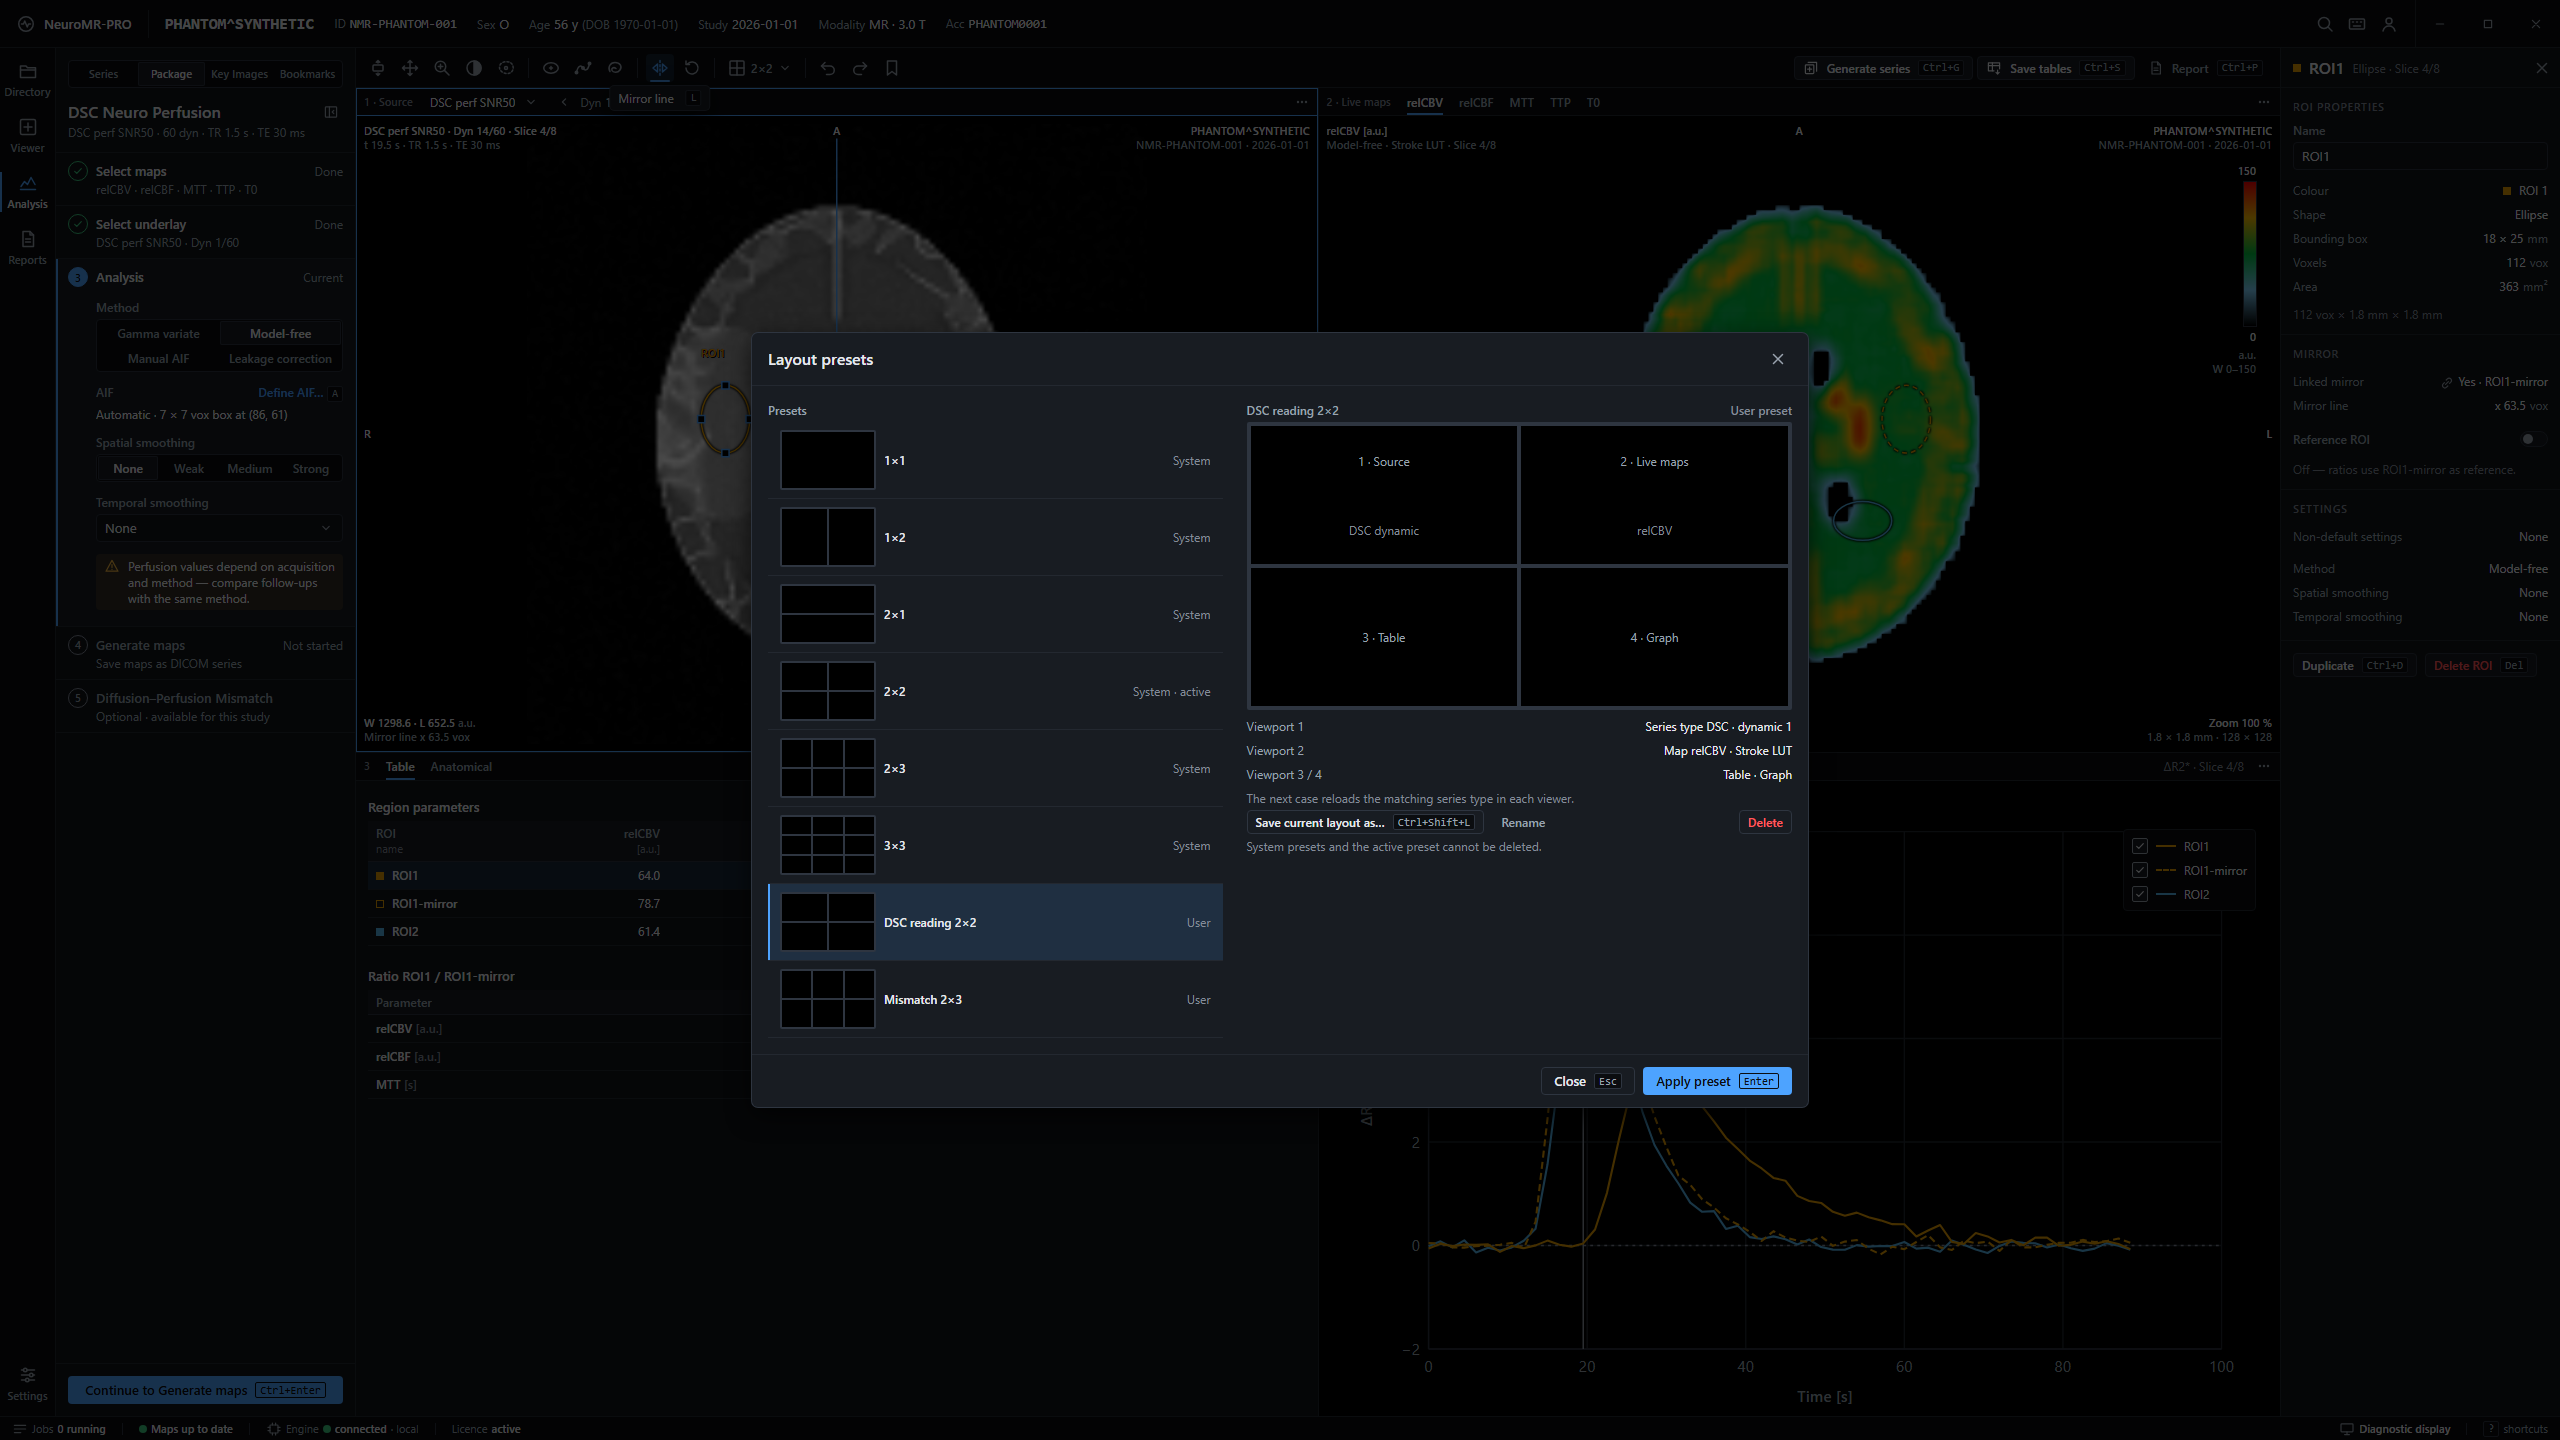 NeuroMR-PRO PHANTOM^SYNTHETIC ID NMR-PHANTOM-001 Sex O Age 56 y (DOB 1970-01-01) Study 2026-01-01 Modality MR · 3.0 T Acc PHANTOM0001
Directory
Viewer
Analysis
Reports
Settings
Series Package Key Images Bookmarks
DSC Neuro Perfusion
DSC perf SNR50 · 60 dyn · TR 1.5 s · TE 30 ms
Select maps Done
relCBV · relCBF · MTT · TTP · T0
Select underlay Done
DSC perf SNR50 · Dyn 1/60
3 Analysis Current
Method
Gamma variate Model-free
Manual AIF Leakage correction
AIF Define AIF... A
Automatic · 7 × 7 vox box at (86, 61)
Spatial smoothing
None Weak Medium Strong
Temporal smoothing
None
Perfusion values depend on acquisition
and method — compare follow-ups
with the same method.
4 Generate maps Not started
Save maps as DICOM series
5 Diffusion–Perfusion Mismatch
Optional · available for this study
Continue to Generate maps Ctrl+Enter
2×2
Generate series Ctrl+G Save tables Ctrl+S Report Ctrl+P
1 · Source DSC perf SNR50 Dyn 1
Mirror line L
DSC perf SNR50 · Dyn 14/60 · Slice 4/8
t 19.5 s · TR 1.5 s · TE 30 ms
A
PHANTOM^SYNTHETIC
NMR-PHANTOM-001 · 2026-01-01
ROI1
R
W 1298.6 · L 652.5 a.u.
Mirror line x 63.5 vox
2 · Live maps relCBV relCBF MTT TTP T0
relCBV [a.u.]
Model-free · Stroke LUT · Slice 4/8
A
PHANTOM^SYNTHETIC
NMR-PHANTOM-001 · 2026-01-01
150
0
a.u.
W 0–150
L
Zoom 100 %
1.8 × 1.8 mm · 128 × 128
3 Table Anatomical
Region parameters
ROI relCBV
name [a.u.]
ROI1 64.0
ROI1-mirror 78.7
ROI2 61.4
Ratio ROI1 / ROI1-mirror
Parameter
relCBV [a.u.]
relCBF [a.u.]
MTT [s]
ΔR2* · Slice 4/8
ROI1
ROI1-mirror
ROI2
2
0
−2
0 20 40 60 80 100
Time [s]
Layout presets
Presets
1×1 System
1×2 System
2×1 System
2×2 System · active
2×3 System
3×3 System
DSC reading 2×2 User
Mismatch 2×3 User
DSC reading 2×2 User preset
1 · Source 2 · Live maps
DSC dynamic relCBV
3 · Table 4 · Graph
Viewport 1 Series type DSC · dynamic 1
Viewport 2 Map relCBV · Stroke LUT
Viewport 3 / 4 Table · Graph
The next case reloads the matching series type in each viewer.
Save current layout as... Ctrl+Shift+L Rename Delete
System presets and the active preset cannot be deleted.
Close Esc Apply preset Enter
ROI1 Ellipse · Slice 4/8
ROI PROPERTIES
Name
ROI1
Colour ROI 1
Shape Ellipse
Bounding box 18 × 25 mm
Voxels 112 vox
Area 363 mm²
112 vox × 1.8 mm × 1.8 mm
MIRROR
Linked mirror Yes · ROI1-mirror
Mirror line x 63.5 vox
Reference ROI
Off — ratios use ROI1-mirror as reference.
SETTINGS
Non-default settings None
Method Model-free
Spatial smoothing None
Temporal smoothing None
Duplicate Ctrl+D Delete ROI Del
Jobs 0 running Maps up to date Engine connected · local Licence active Diagnostic display ? shortcuts